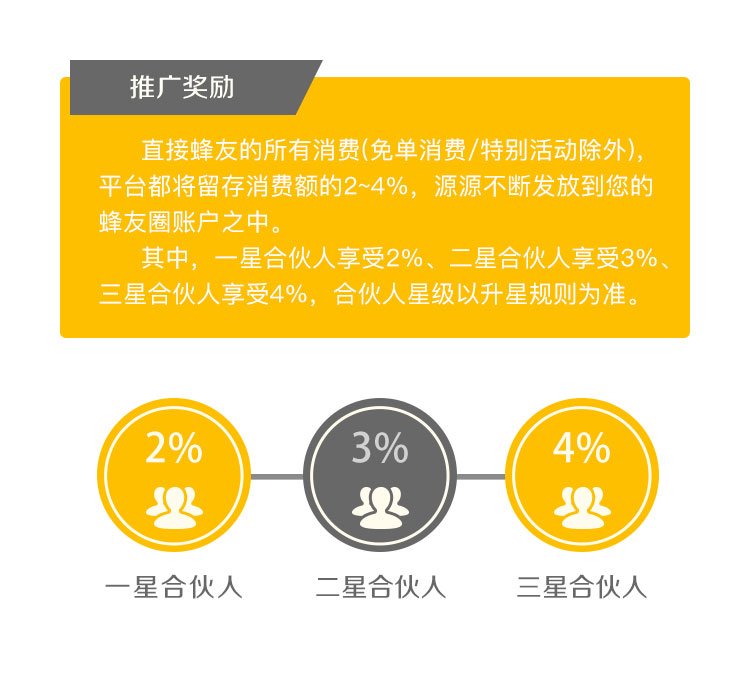 推广奖励
直接蜂友的所有消费(免单消费/特别活动除外),
平台都将留存消费额的2~4%，源源不断发放到您的
蜂友圈账户之中。
其中，一星合伙人享受2%、二星合伙人享受3%、
三星合伙人享受4%，合伙人星级以升星规则为准。
2%
3%
4%
一星合伙人
二星合伙人
三星合伙人